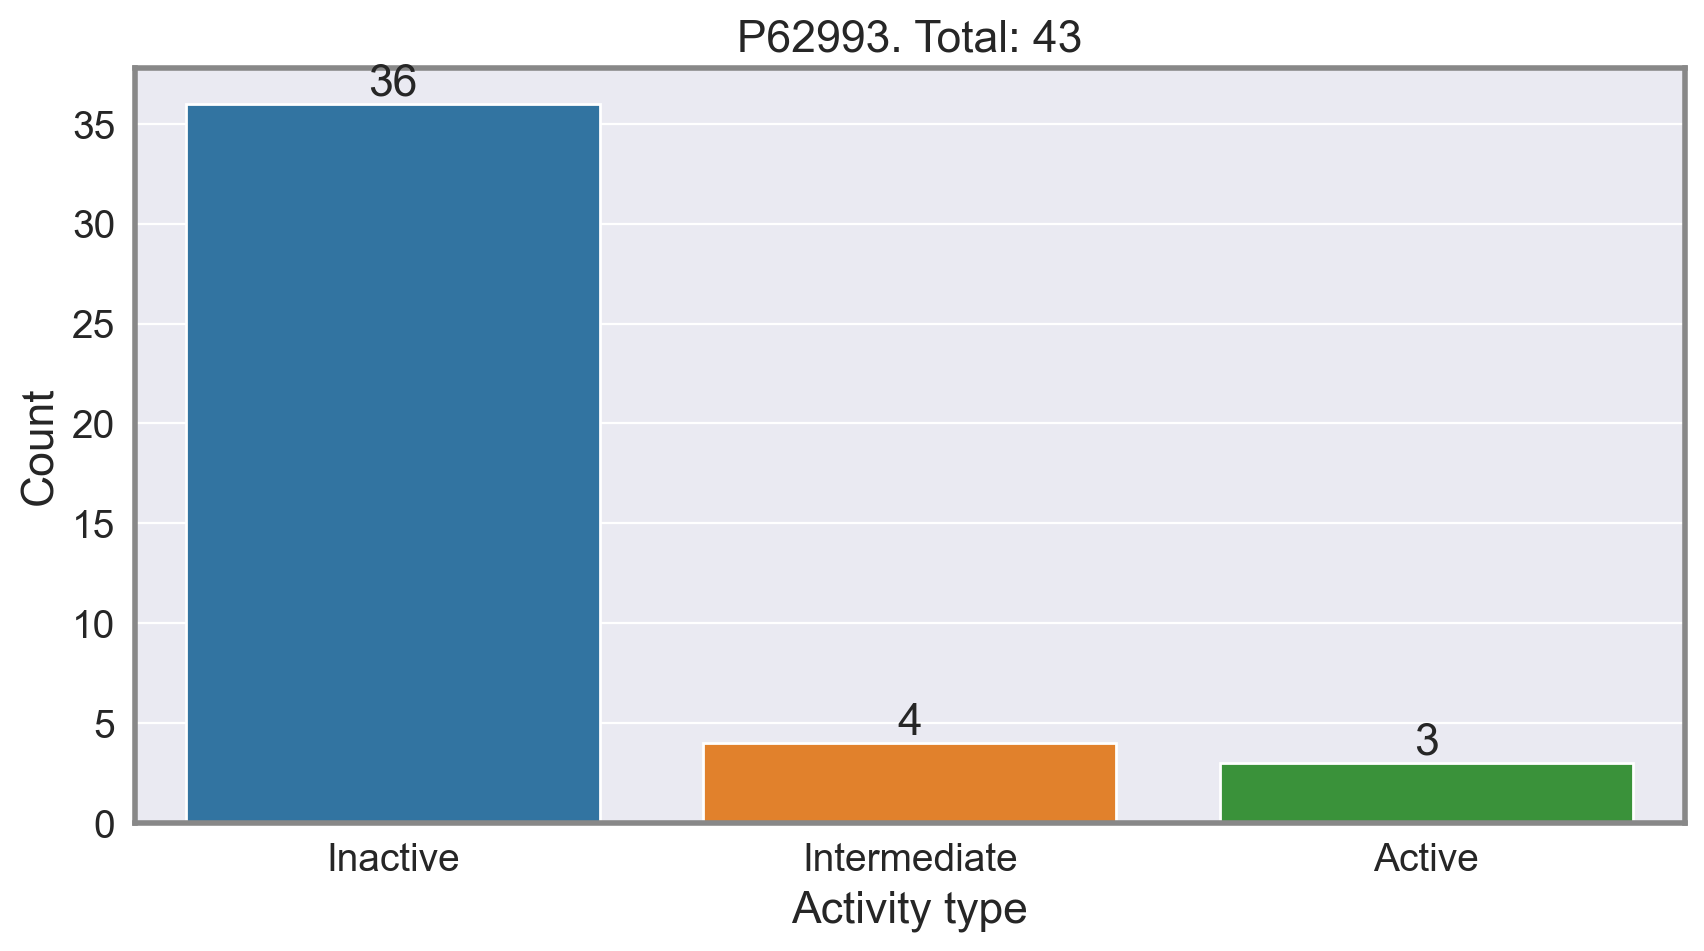 P62993. Total: 43
36
35
30
25
20
15
10
5
0
Count
4
3
Inactive
Intermediate
Active
Activity type